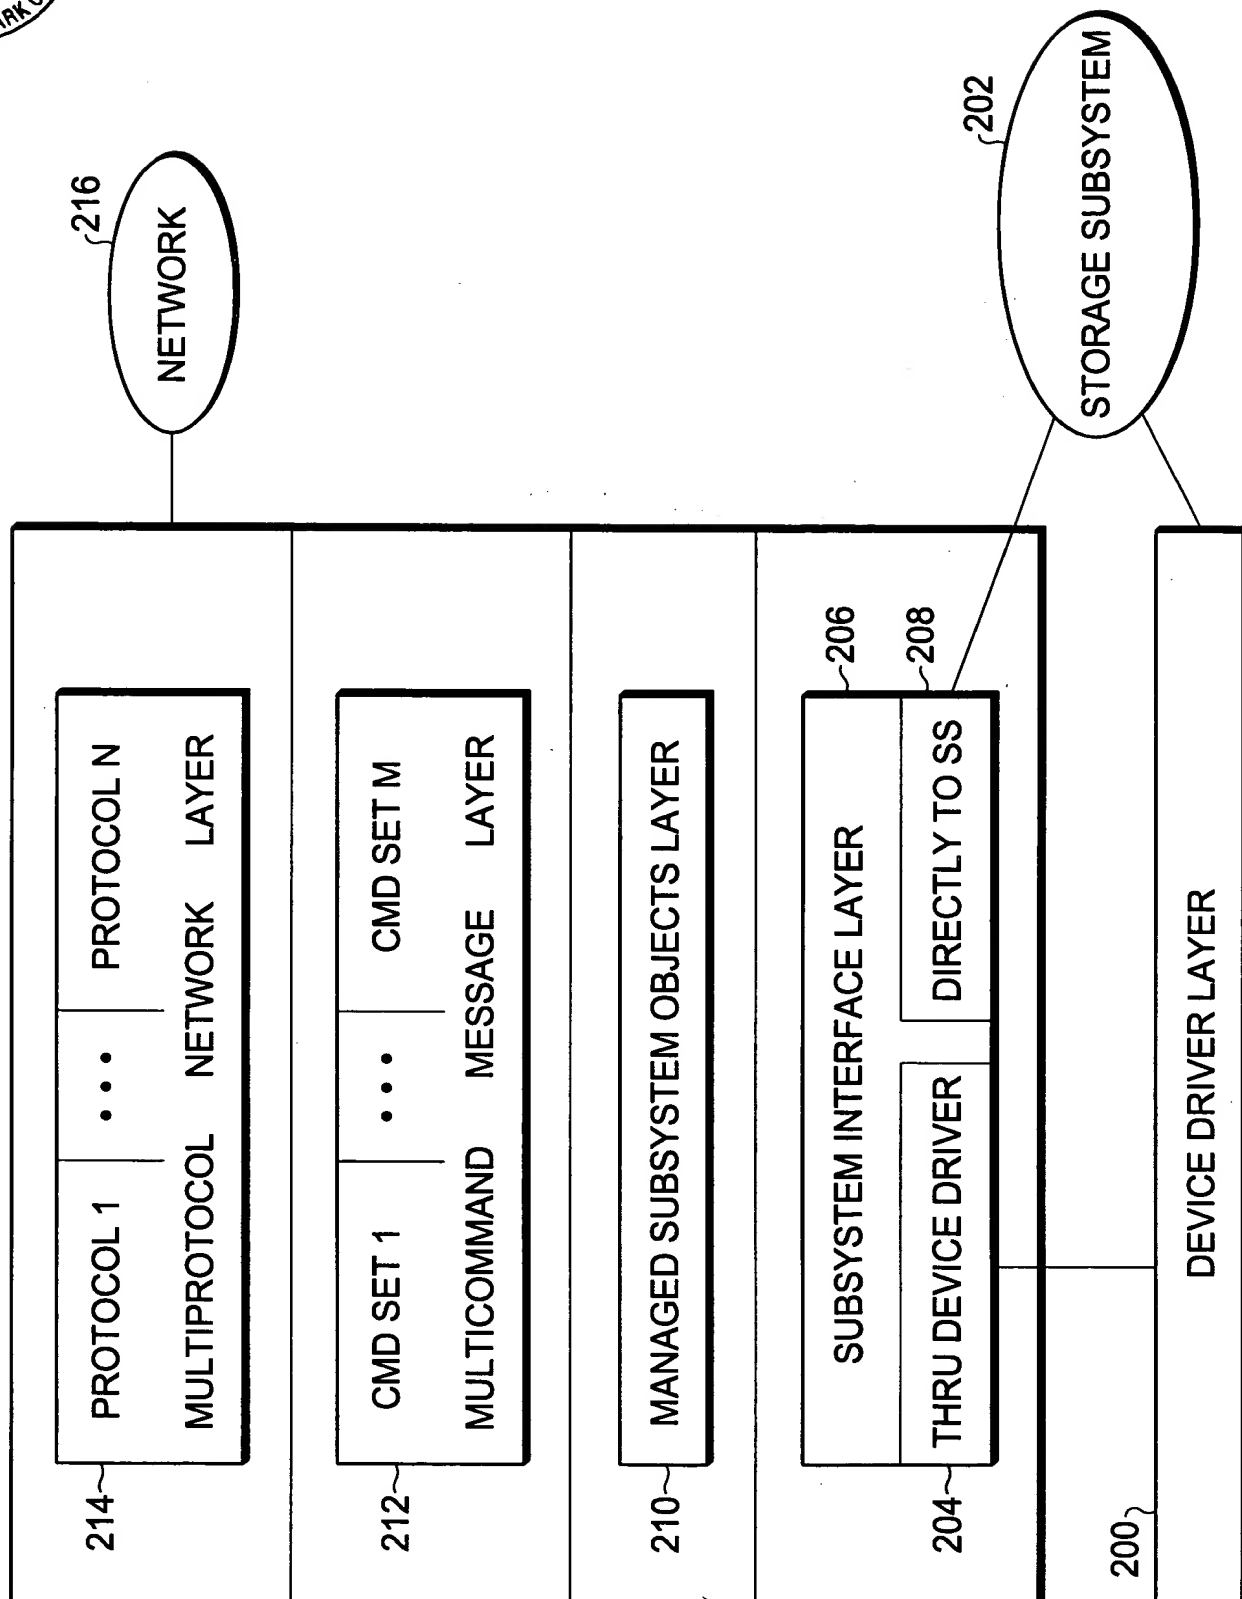 216
NETWORK
202
STORAGE SUBSYSTEM
214
PROTOCOL 1 ... PROTOCOL N
MULTIPROTOCOL NETWORK LAYER
212
CMD SET 1 ... CMD SET M
MULTICOMMAND MESSAGE LAYER
210
MANAGED SUBSYSTEM OBJECTS LAYER
206
SUBSYSTEM INTERFACE LAYER
208
204
THRU DEVICE DRIVER
DIRECTLY TO SS
200
DEVICE DRIVER LAYER